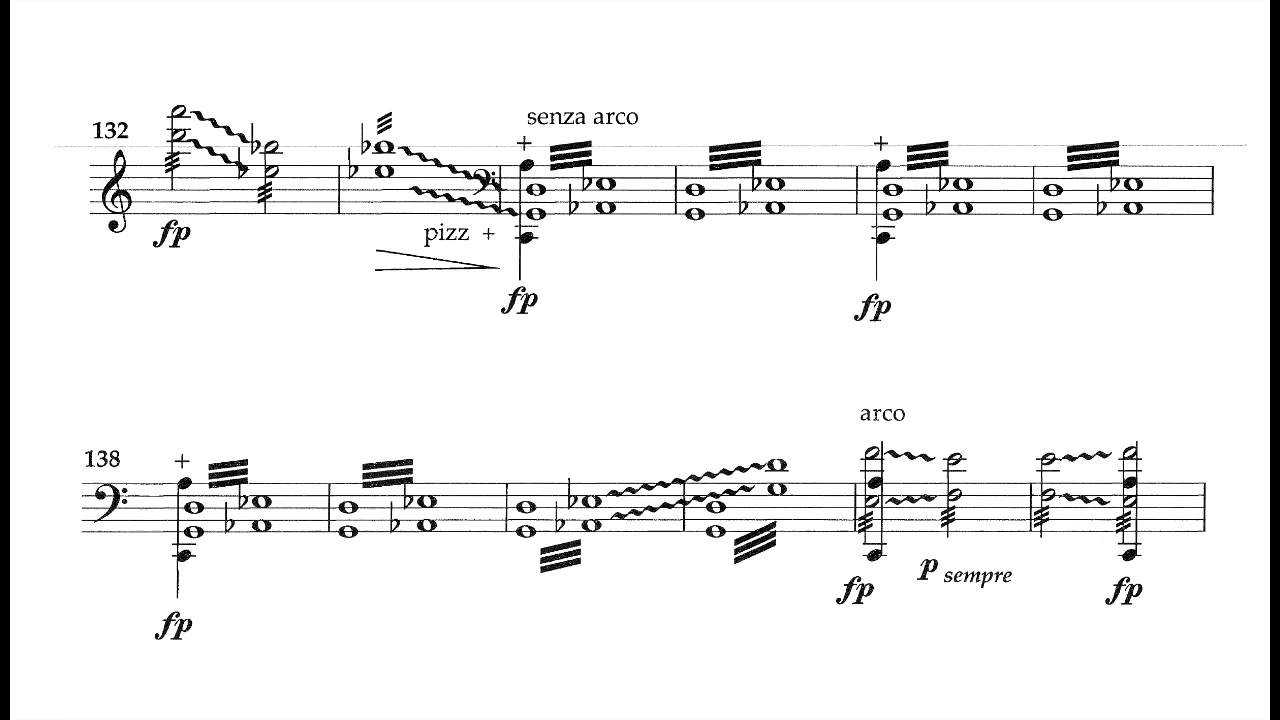 senza arco
132
+ +
fp
pizz +
fp fp
arco
138 +
p sempre
fp fp
fp